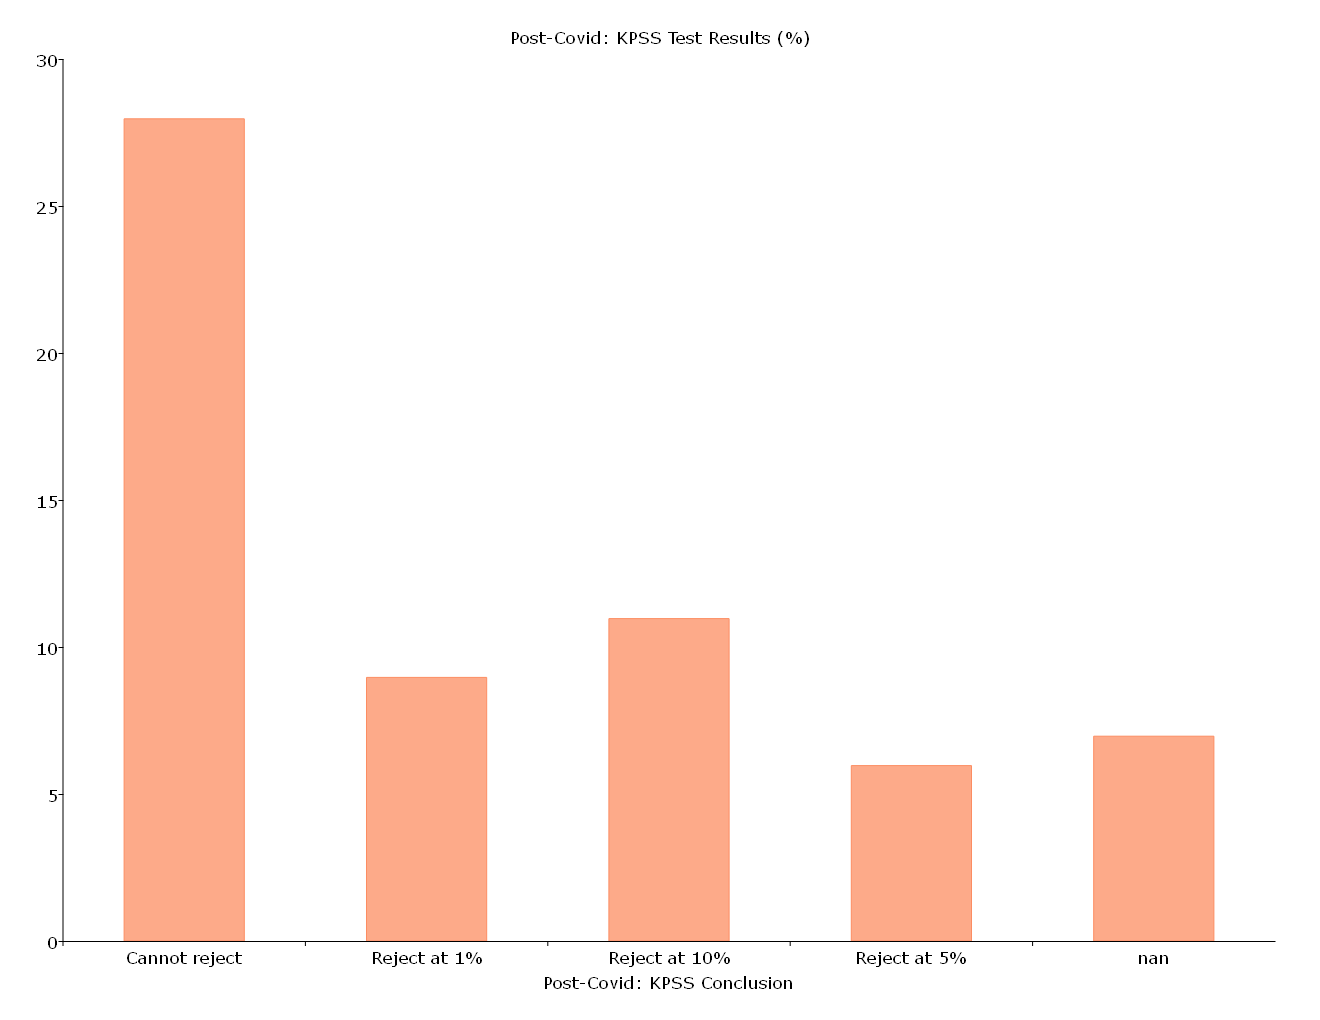 Post-Covid: KPSS Test Results (%)
30
25
20
15
10
5
0
Cannot reject Reject at 1% Reject at 10% Reject at 5% nan
Post-Covid: KPSS Conclusion